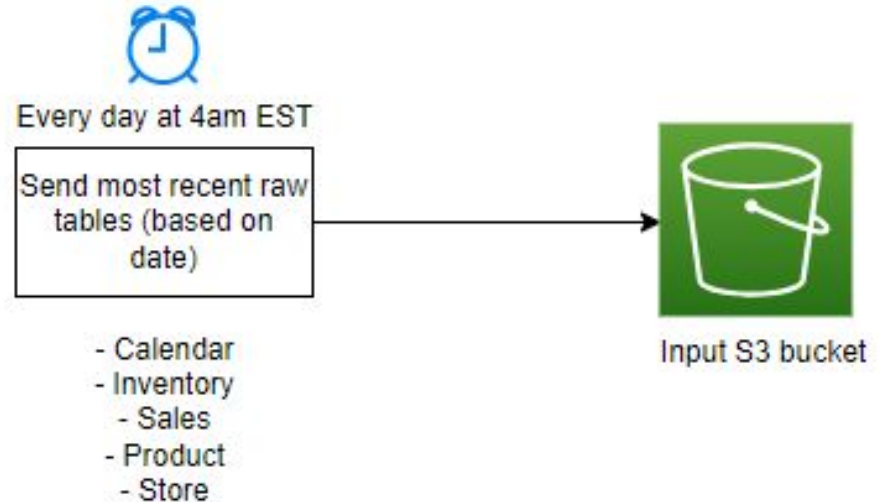 Every day at 4am EST
Send most recent raw
tables (based on
date)
- Calendar
- Inventory
- Sales
- Product
- Store
Input S3 bucket